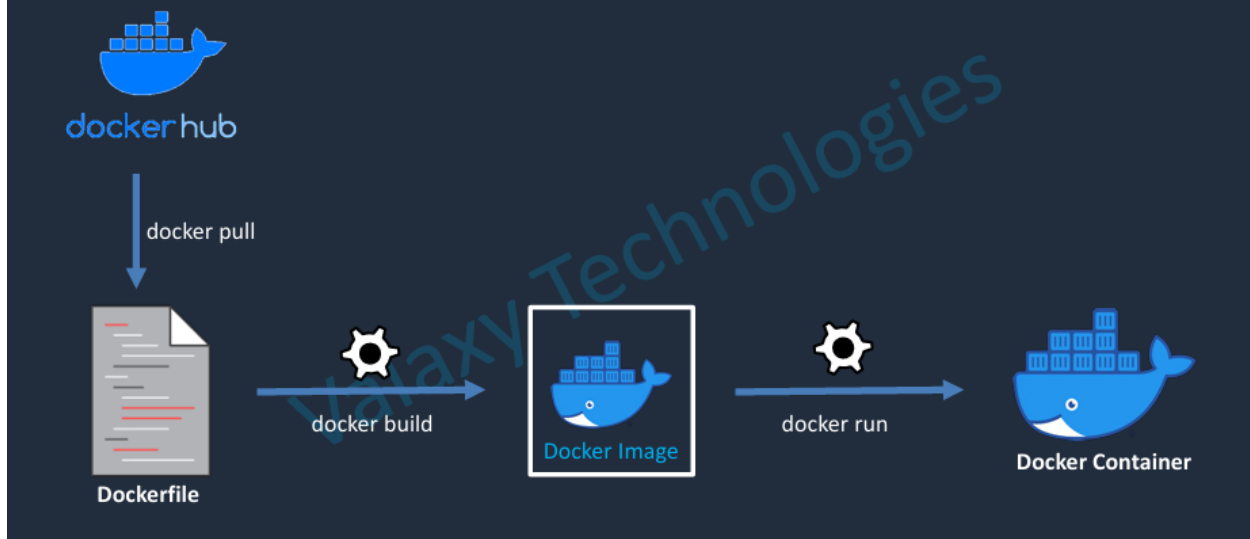 docker hub
docker pull
Valaxy Technologies
docker build
Docker Image
docker run
Docker Container
Dockerfile